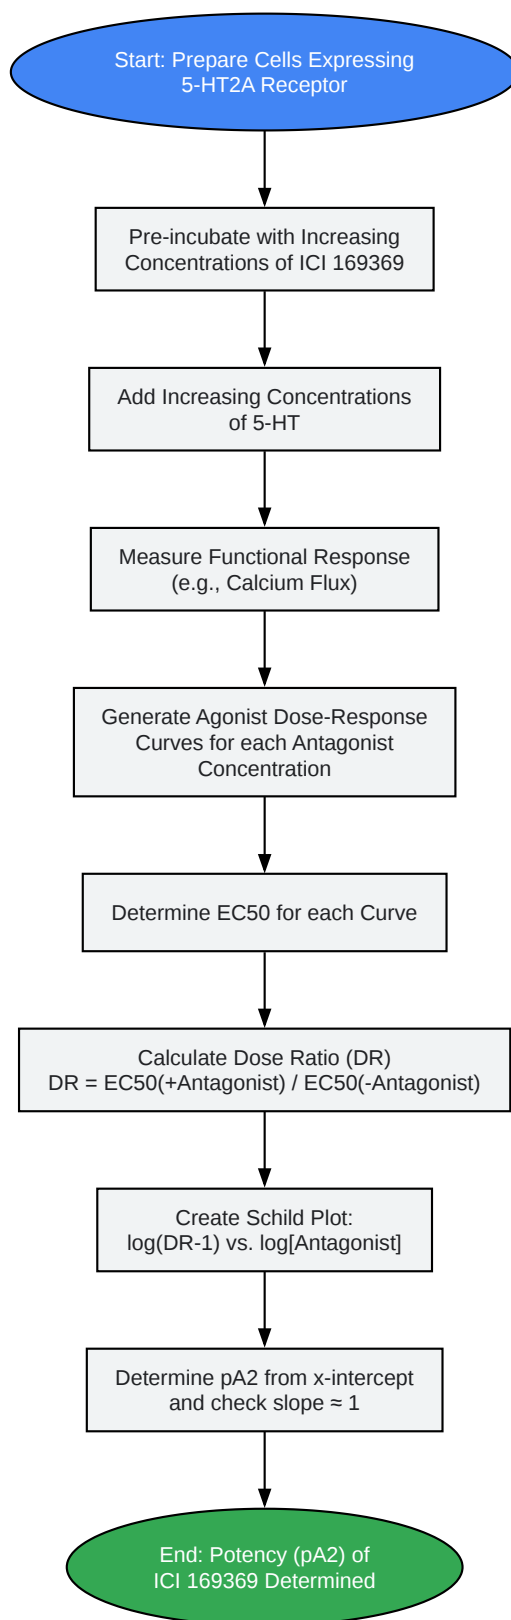 Start: Prepare Cells Expressing
5-HT2A Receptor
Pre-incubate with Increasing
Concentrations of ICI 169369
Add Increasing Concentrations
of 5-HT
Measure Functional Response
(e.g., Calcium Flux)
Generate Agonist Dose-Response
Curves for each Antagonist
Concentration
Determine EC50 for each Curve
Calculate Dose Ratio (DR)
DR = EC50(+Antagonist) / EC50(-Antagonist)
Create Schild Plot:
log(DR-1) vs. log[Antagonist]
Determine pA2 from x-intercept
and check slope ≈ 1
End: Potency (pA2) of
ICI 169369 Determined